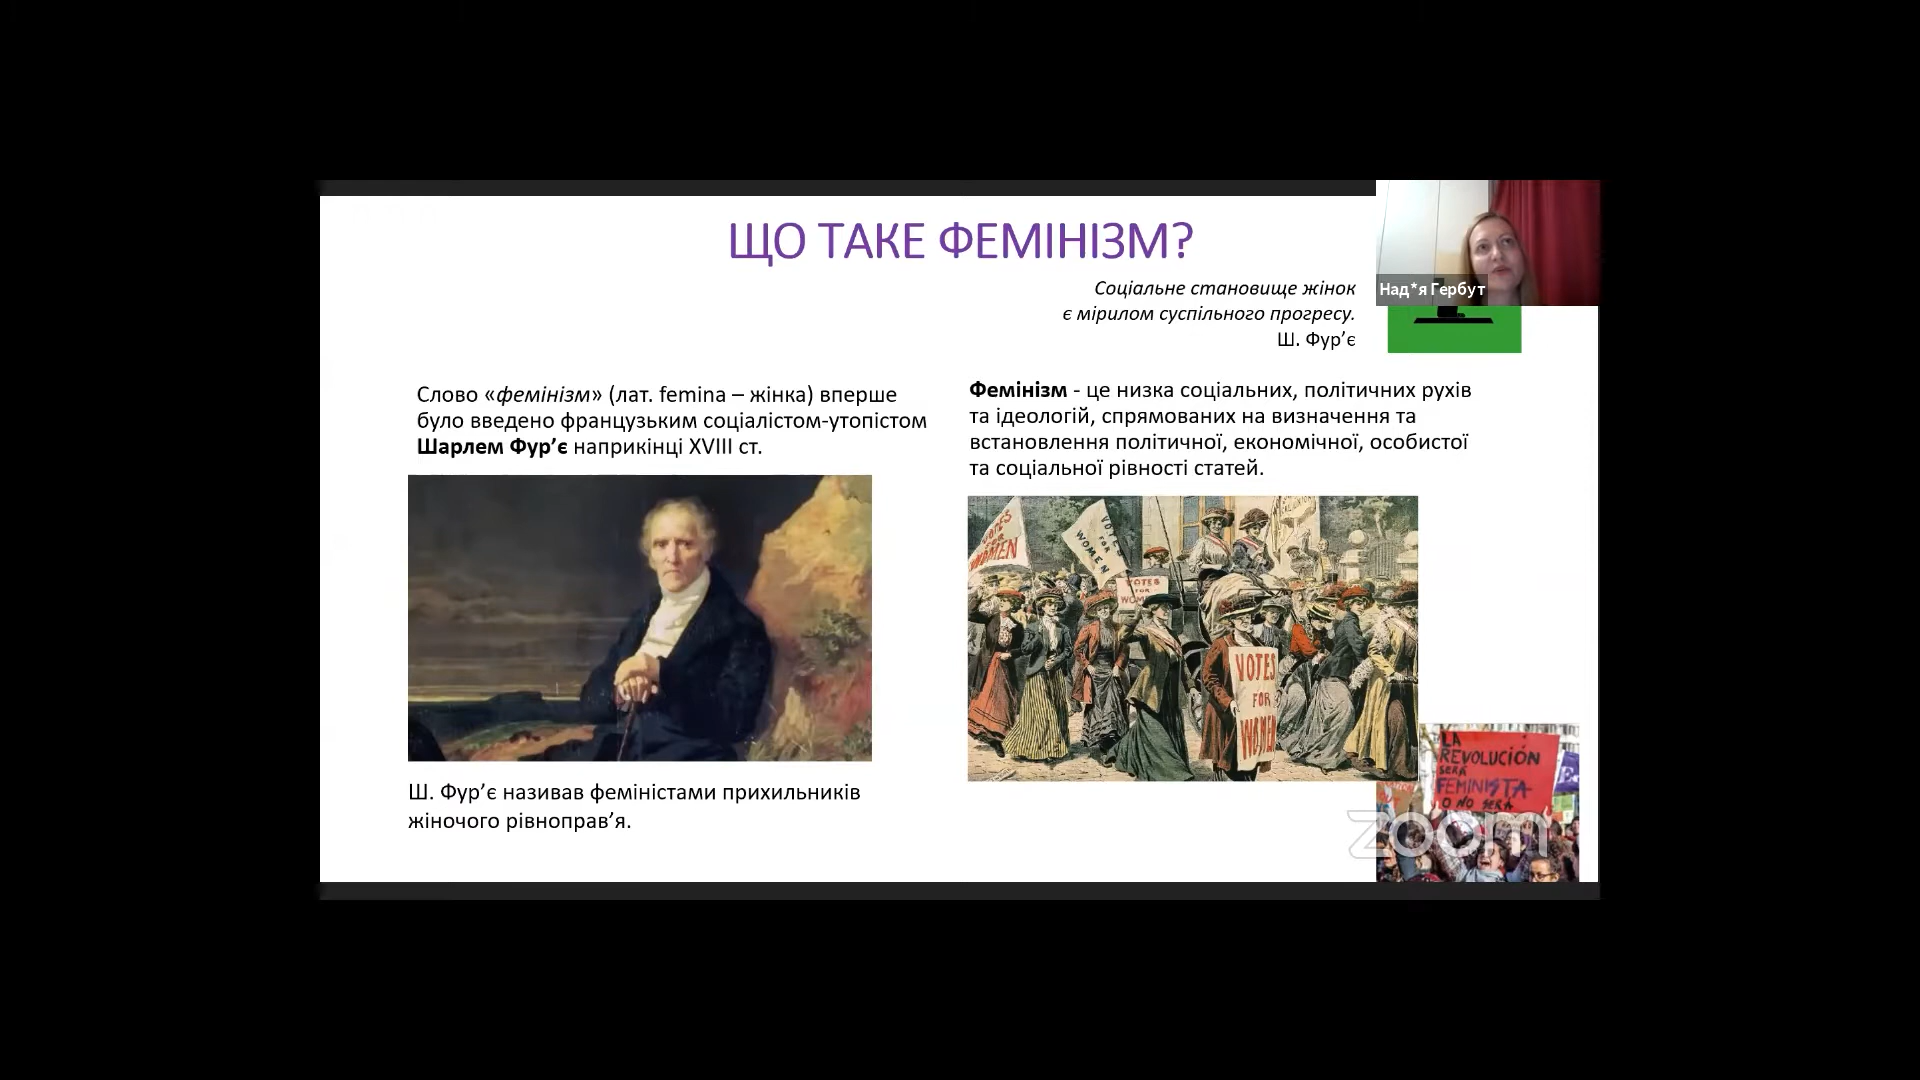 ЩО ТАКЕ ФЕМІНІЗМ?
Соціальне становище жінок
є мірилом суспільного прогресу.
Ш. Фур’є
Над*я Гербут
Слово «фемінізм» (лат. femina – жінка) вперше
було введено французським соціалістом-утопістом
Шарлем Фур’є наприкінці XVIII ст.
Ш. Фур’є називав феміністами прихильників
жіночого рівноправ’я.
Фемінізм - це низка соціальних, політичних рухів
та ідеологій, спрямованих на визначення та
встановлення політичної, економічної, особистої
та соціальної рівності статей.
VOTES
FOR
WOMEN
VOTES
FOR
WOMEN
VOTES
FOR
VOTES
FOR
WOMEN
LA
REVOLUCIÓN
SERÁ
FEMINISTA
O NO SERÁ
zoom